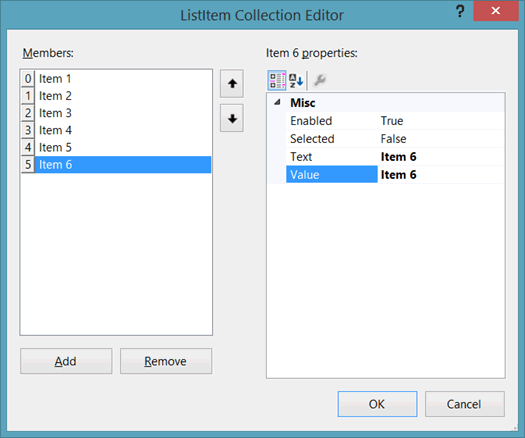 ListItem Collection Editor
Members:
0 Item 1
1 Item 2
2 Item 3
3 Item 4
4 Item 5
5 Item 6
Add
Remove
Item 6 properties:
Misc
Enabled True
Selected False
Text Item 6
Value Item 6
OK
Cancel